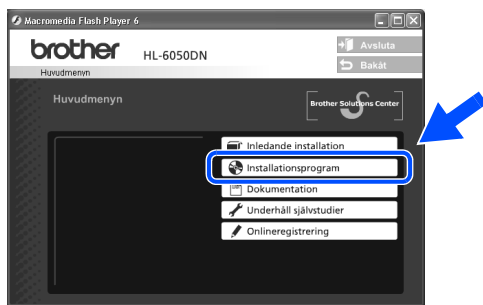 Macromedia Flash Player 6
brother
HL-6050DN
Avsluta
Bakåt
Huvudmenyn
Huvudmenyn
Brother Solutions Center
Inledande installation
Installationsprogram
Dokumentation
Underhåll självstudier
Onlineregistrering